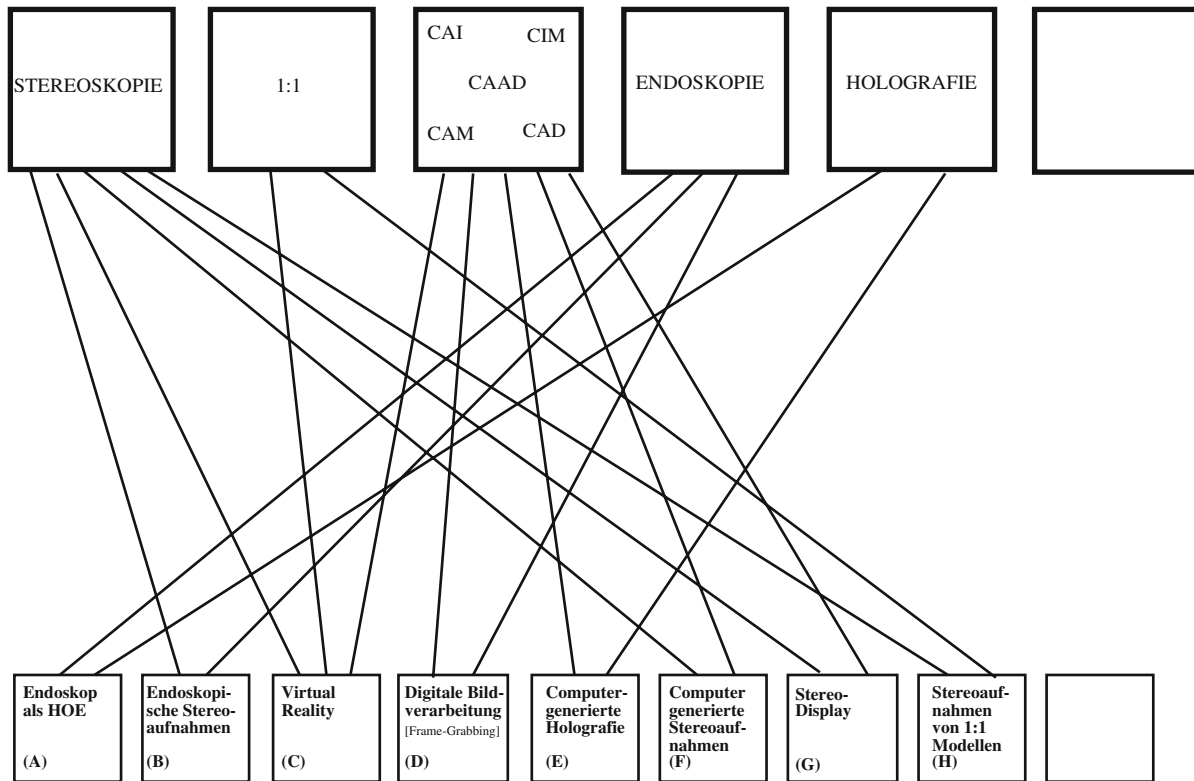 CAI CIM
STEREOSKOPIE 1:1 CAAD ENDOSKOPIE HOLOGRAFIE
CAM CAD
Endoskop
als HOE
(A)
Endoskopi-
sche Stereo-
aufnahmen
(B)
Virtual
Reality
(C)
Digitale Bild-
verarbeitung
[Frame-Grabbing]
(D)
Computer-
generierte
Holografie
(E)
Computer
generierte
Stereoauf-
nahmen
(F)
Stereo-
Display
(G)
Stereoauf-
nahmen
von 1:1
Modellen
(H)